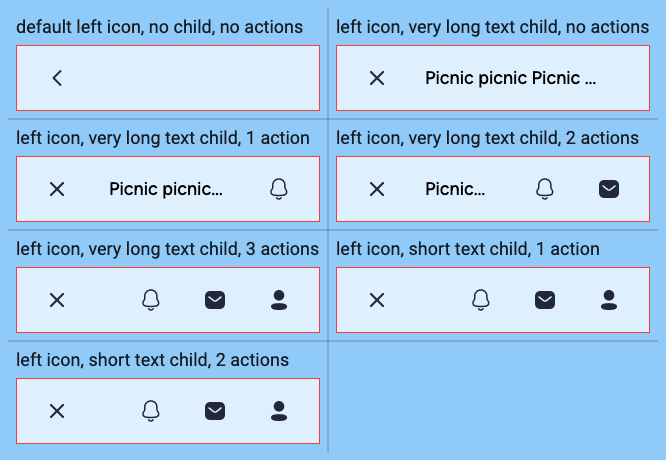 default left icon, no child, no actions
left icon, very long text child, no actions
Picnic picnic Picnic ...
left icon, very long text child, 1 action
Picnic picnic...
left icon, very long text child, 2 actions
Picnic...
left icon, very long text child, 3 actions
left icon, short text child, 1 action
left icon, short text child, 2 actions